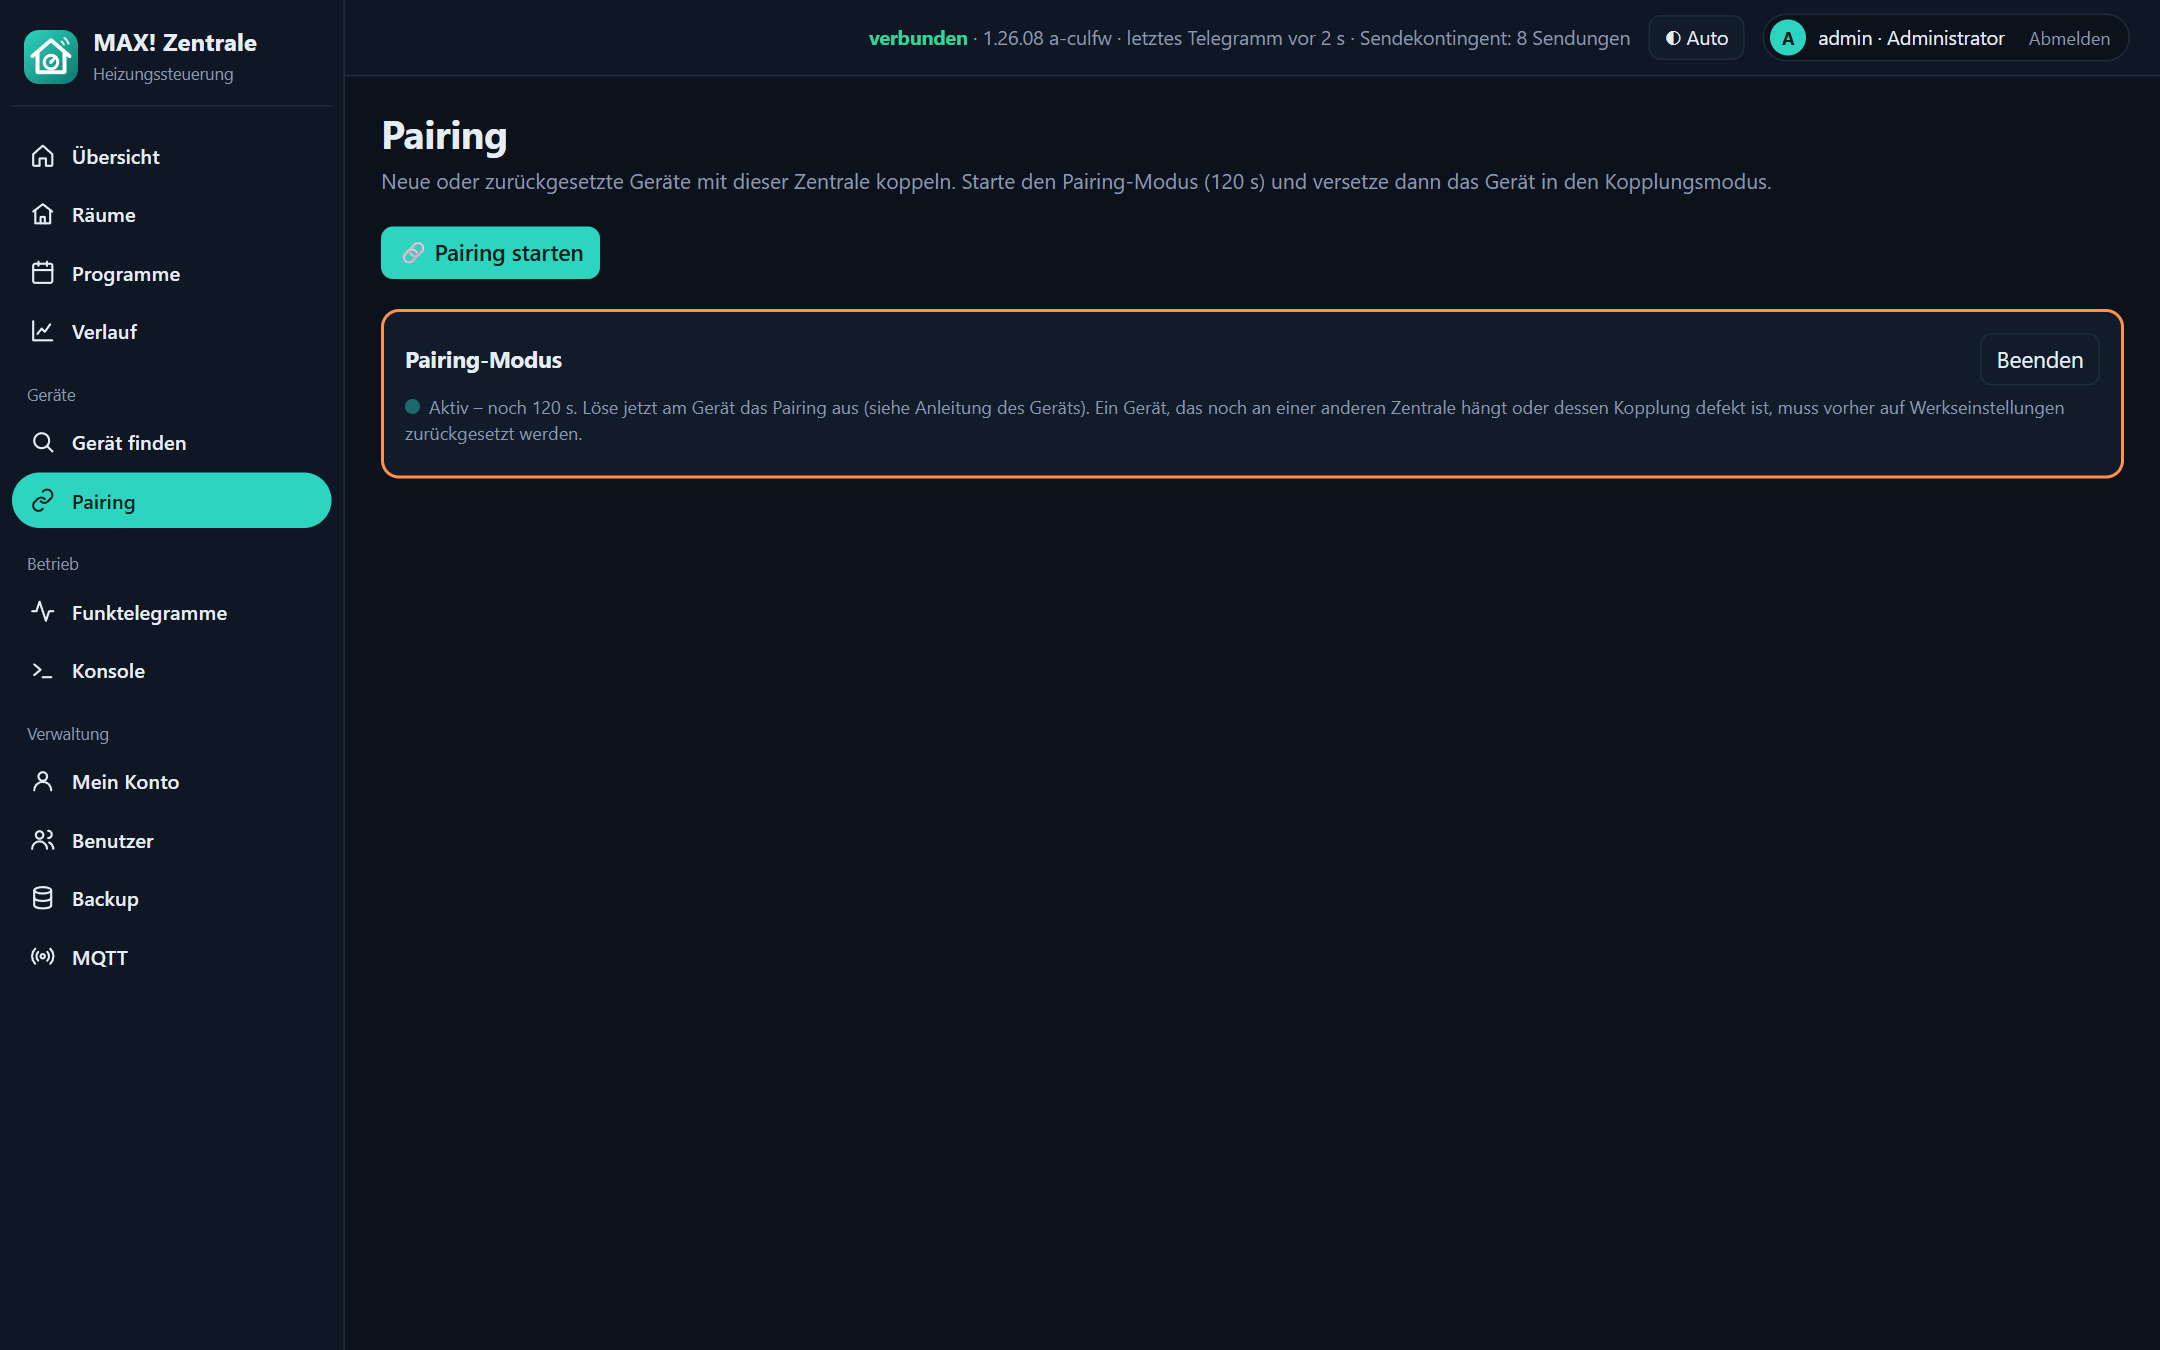 MAX! Zentrale
Heizungssteuerung
verbunden · 1.26.08 a-culfw · letztes Telegramm vor 2 s · Sendekontingent: 8 Sendungen
Auto
A
admin · Administrator
Abmelden
Übersicht
Räume
Programme
Verlauf
Geräte
Gerät finden
Pairing
Betrieb
Funktelegramme
Konsole
Verwaltung
Mein Konto
Benutzer
Backup
MQTT
Pairing
Neue oder zurückgesetzte Geräte mit dieser Zentrale koppeln. Starte den Pairing-Modus (120 s) und versetze dann das Gerät in den Kopplungsmodus.
Pairing starten
Pairing-Modus
Beenden
Aktiv – noch 120 s. Löse jetzt am Gerät das Pairing aus (siehe Anleitung des Geräts). Ein Gerät, das noch an einer anderen Zentrale hängt oder dessen Kopplung defekt ist, muss vorher auf Werkseinstellungen
zurückgesetzt werden.